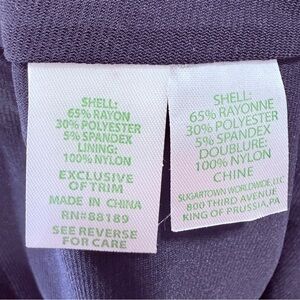 SHELL:
65% RAYON
30% POLYESTER
5% SPANDEX
LINING:
100% NYLON
EXCLUSIVE
OF TRIM
MADE IN CHINA
RN#88189
SEE REVERSE
FOR CARE
SHELL:
65% RAYONNE
30% POLYESTER
5% SPANDEX
DOUBLURE:
100% NYLON
CHINE
SUGARTOWN WORLDWIDE, LLC
800 THIRD AVENUE
KING OF PRUSSIA, PA